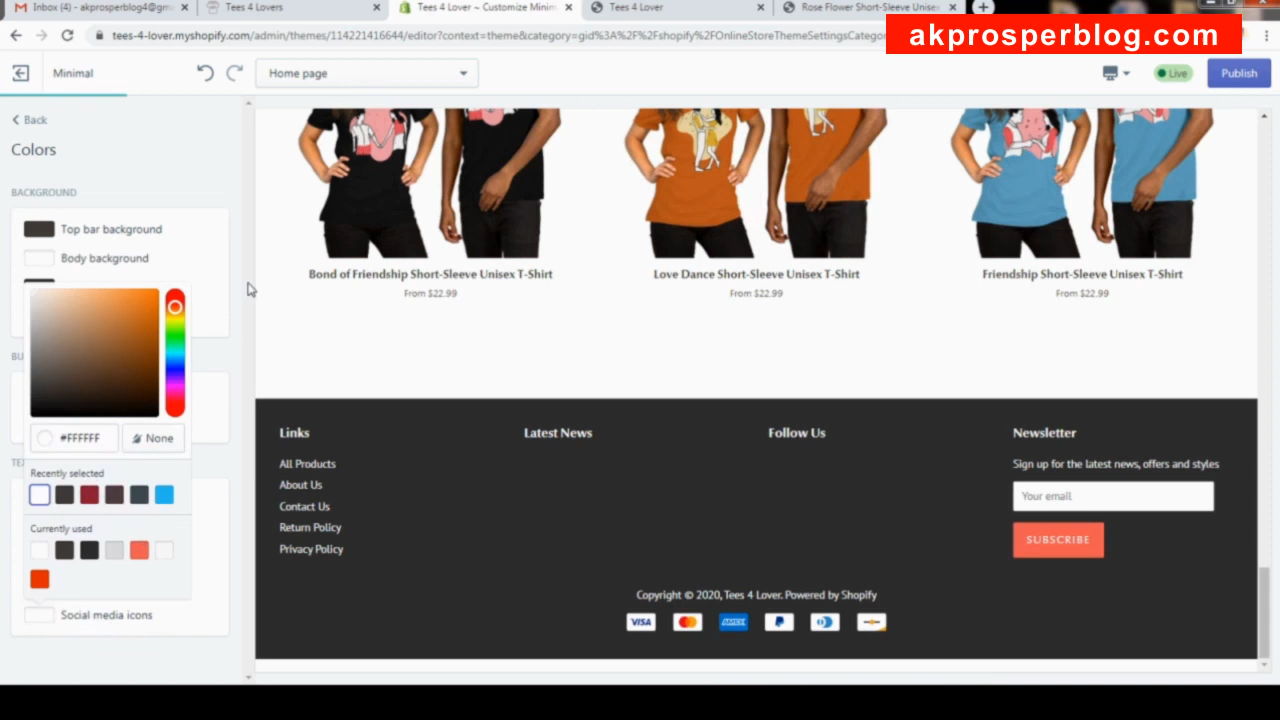 Inbox (4) - akprosperblog4@gm
Tees 4 Lovers
Tees 4 Lover ~ Customize Minim
Tees 4 Lover
Rose Flower Short-Sleeve Unisex
akprosperblog.com
tees-4-lover.myshopify.com/admin/themes/114221416644/editor?context=theme&category=gid%3A%2F%2Fshopify%2FOnlineStoreThemeSettingsCateg
Minimal
Home page
Live
Publish
Back
Colors
BACKGROUND
Top bar background
Body background
BU
#FFFFFF
None
TE
Recently selected
Currently used
Social media icons
Bond of Friendship Short-Sleeve Unisex T-Shirt
From $22.99
Love Dance Short-Sleeve Unisex T-Shirt
From $22.99
Friendship Short-Sleeve Unisex T-Shirt
From $22.99
Links
Latest News
Follow Us
Newsletter
All Products
About Us
Contact Us
Return Policy
Privacy Policy
Sign up for the latest news, offers and styles
Your email
SUBSCRIBE
Copyright © 2020, Tees 4 Lover. Powered by Shopify
VISA
AMEX